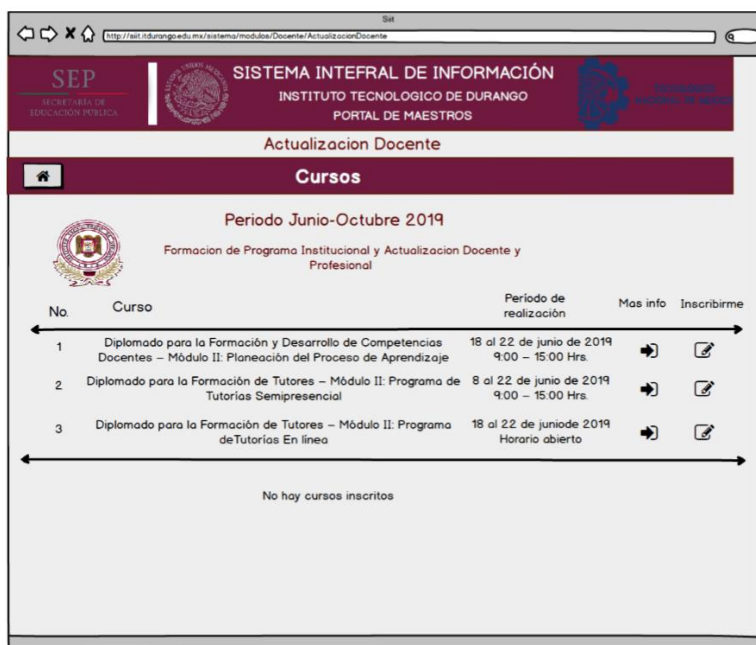 Siit
http://siit.itdurango.edu.mx/sistema/modulos/Docente/ActualizacionDocente
SEP
SECRETARÍA DE
EDUCACIÓN PÚBLICA
SISTEMA INTEFRAL DE INFORMACIÓN
INSTITUTO TECNOLOGICO DE DURANGO
PORTAL DE MAESTROS
Actualizacion Docente
Cursos
Periodo Junio-Octubre 2019
Formacion de Programa Institucional y Actualizacion Docente y
Profesional
No. Curso Período de realización Mas info Inscribirme
1 Diplomado para la Formación y Desarrollo de Competencias 18 al 22 de junio de 2019
Docentes – Módulo II: Planeación del Proceso de Aprendizaje 9:00 – 15:00 Hrs.
2 Diplomado para la Formación de Tutores – Módulo II: Programa de 8 al 22 de junio de 2019
Tutorías Semipresencial 9:00 – 15:00 Hrs.
3 Diplomado para la Formación de Tutores – Módulo II: Programa 18 al 22 de juniode 2019
deTutorías En línea Horario abierto
No hay cursos inscritos